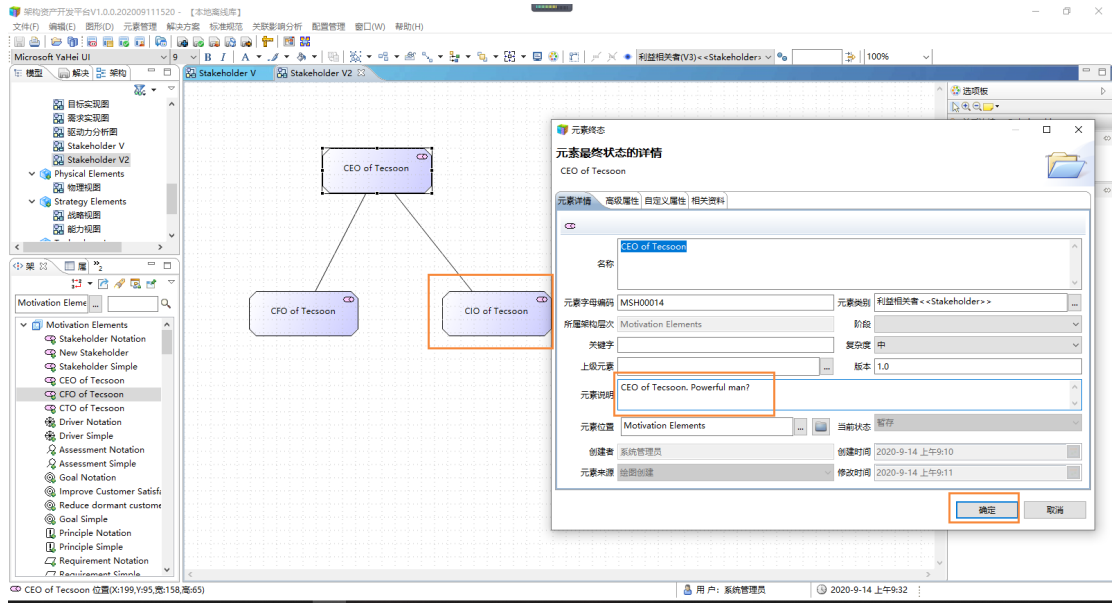 架构资产开发平台V1.0.0.202009111520 - 【本地离线库】
文件(F) 编辑(E) 图形(D) 元素管理 解决方案 标准规范 关联影响分析 配置管理 窗口(W) 帮助(H)
Microsoft YaHei UI 9 B I A 利益相关者(V3)<<Stakeholder> 100%
模型 解决 架构
Stakeholder V Stakeholder V2
目标实现图
需求实现图
驱动力分析图
Stakeholder V
Stakeholder V2
Physical Elements
物理视图
Strategy Elements
战略视图
能力视图
架 属 2
Motivation Eleme ...
Motivation Elements
Stakeholder Notation
New Stakeholder
Stakeholder Simple
CEO of Tecsoon
CFO of Tecsoon
CTO of Tecsoon
Driver Notation
Driver Simple
Assessment Notation
Assessment Simple
Goal Notation
Improve Customer Satisfa
Reduce dormant custome
Goal Simple
Principle Notation
Principle Simple
Requirement Notation
Requirement Simple
CEO of Tecsoon
CFO of Tecsoon
CIO of Tecsoon
选项板
元素终态
元素最终状态的详情
CEO of Tecsoon
元素详情 高级属性 自定义属性 相关资料
名称 CEO of Tecsoon
元素字母编码 MSH00014 元素类别 利益相关者<<Stakeholder>> ...
所属架构层次 Motivation Elements 阶段
关键字 复杂度 中
上级元素 ... 版本 1.0
元素说明 CEO of Tecsoon. Powerful man?
元素位置 Motivation Elements ... 当前状态 暂存
创建者 系统管理员 创建时间 2020-9-14 上午9:10
元素来源 绘图创建 修改时间 2020-9-14 上午9:11
确定 取消
CEO of Tecsoon 位置(X:199,Y:95,宽:158,高:65) 用 户：系统管理员 2020-9-14 上午9:32